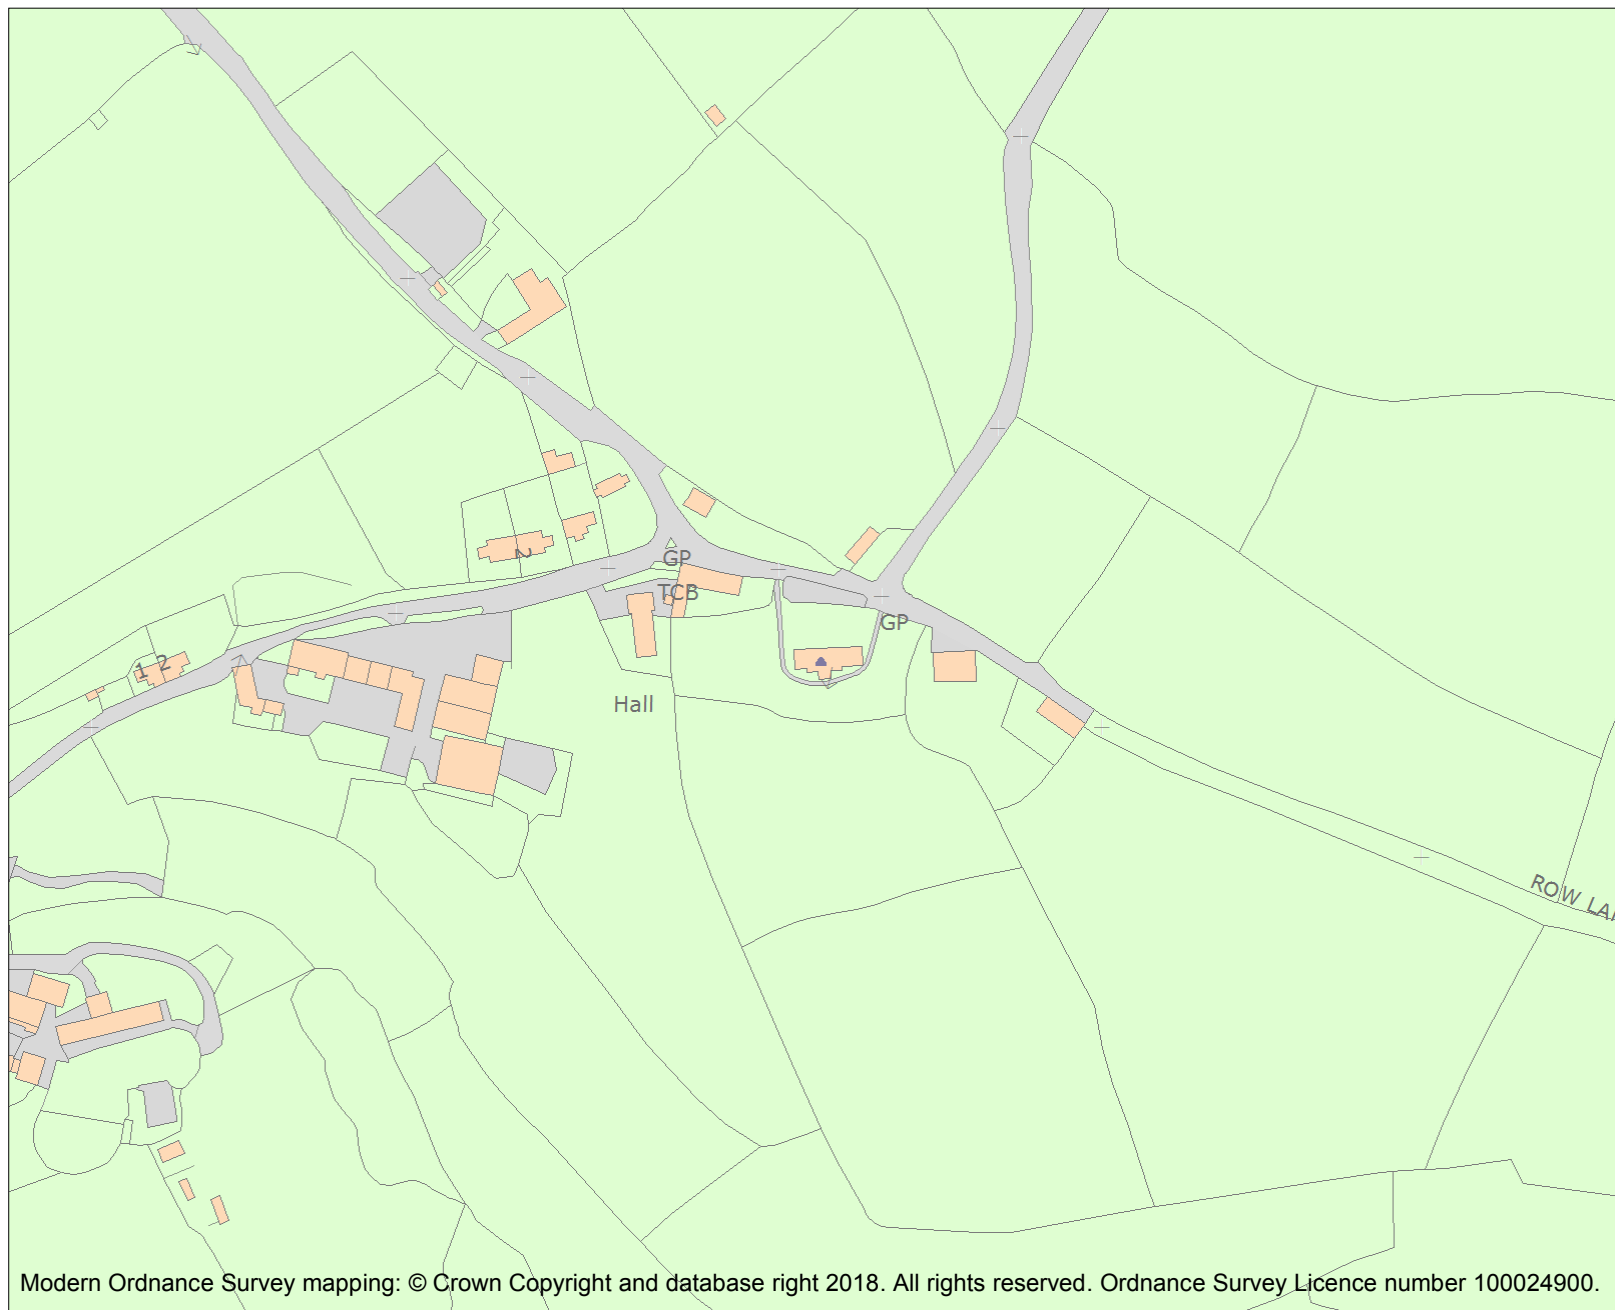 GP
TCB
2
GP
1 2
Hall
ROW LA
Modern Ordnance Survey mapping: © Crown Copyright and database right 2018. All rights reserved. Ordnance Survey Licence number 100024900.